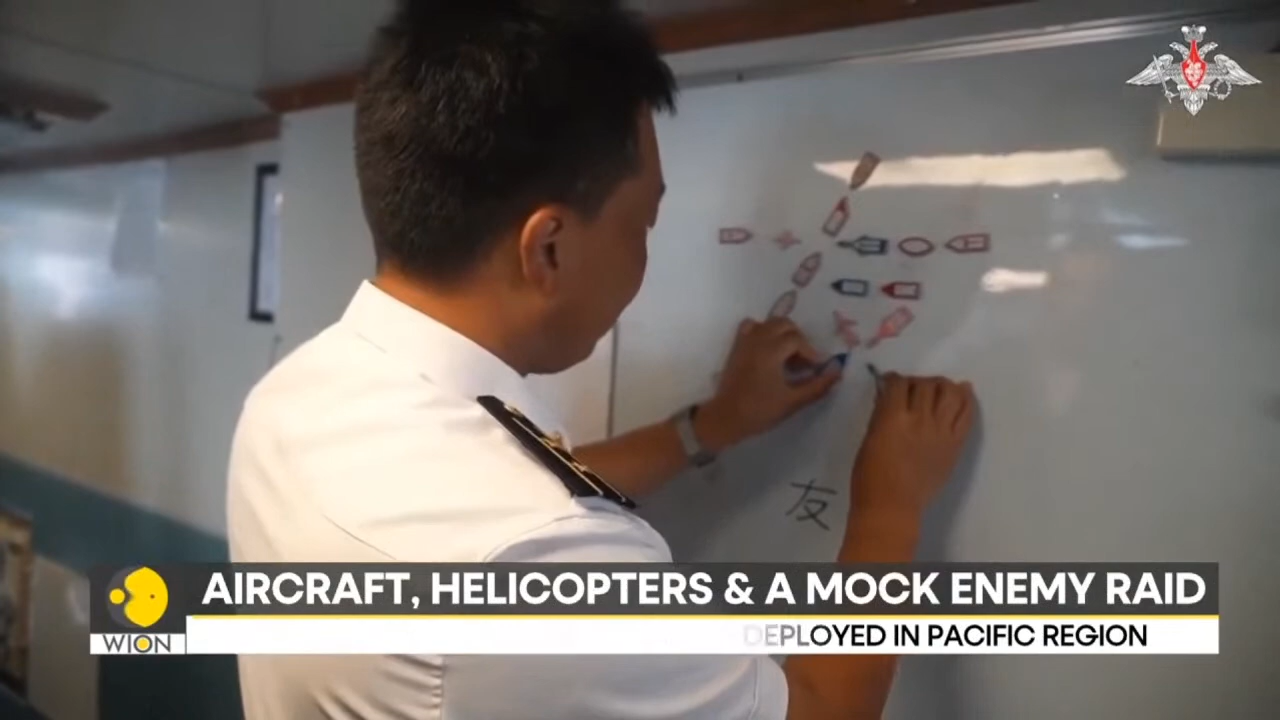 友
AIRCRAFT, HELICOPTERS & A MOCK ENEMY RAID
WION
DEPLOYED IN PACIFIC REGION